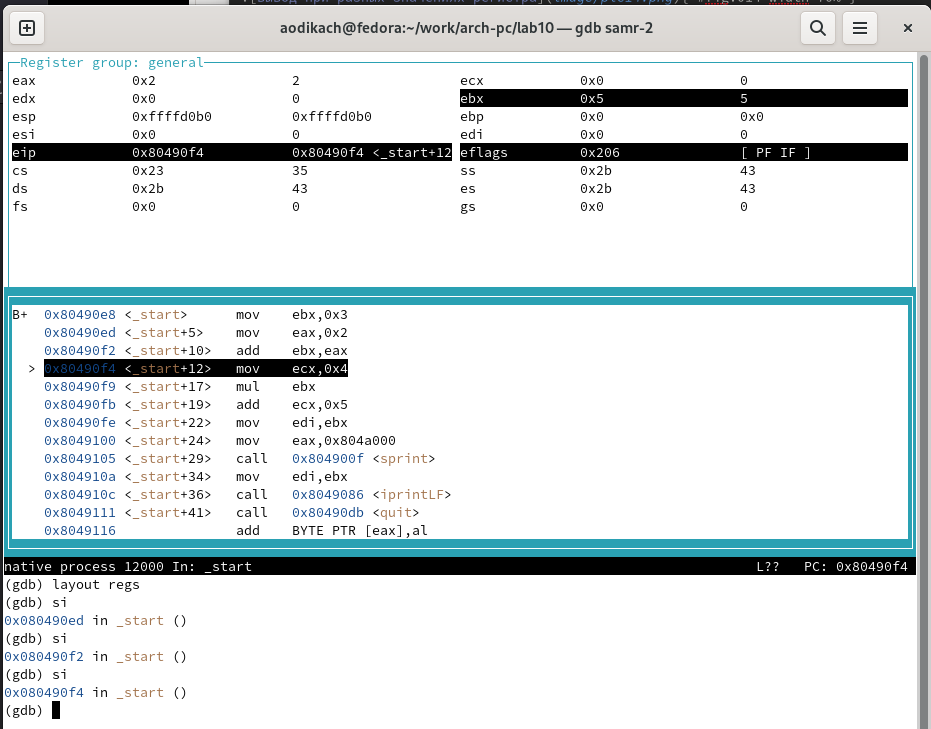 aodikach@fedora:~/work/arch-pc/lab10 — gdb samr-2
Register group: general
eax 0x2 2 ecx 0x0 0
edx 0x0 0 ebx 0x5 5
esp 0xffffd0b0 0xffffd0b0 ebp 0x0 0x0
esi 0x0 0 edi 0x0 0
eip 0x80490f4 0x80490f4 <_start+12 eflags 0x206 [ PF IF ]
cs 0x23 35 ss 0x2b 43
ds 0x2b 43 es 0x2b 43
fs 0x0 0 gs 0x0 0
B+ 0x80490e8 <_start> mov ebx,0x3
0x80490ed <_start+5> mov eax,0x2
0x80490f2 <_start+10> add ebx,eax
> 0x80490f4 <_start+12> mov ecx,0x4
0x80490f9 <_start+17> mul ebx
0x80490fb <_start+19> add ecx,0x5
0x80490fe <_start+22> mov edi,ebx
0x8049100 <_start+24> mov eax,0x804a000
0x8049105 <_start+29> call 0x804900f <sprint>
0x804910a <_start+34> mov edi,ebx
0x804910c <_start+36> call 0x8049086 <iprintLF>
0x8049111 <_start+41> call 0x80490db <quit>
0x8049116 add BYTE PTR [eax],al
native process 12000 In: _start L?? PC: 0x80490f4
(gdb) layout regs
(gdb) si
0x080490ed in _start ()
(gdb) si
0x080490f2 in _start ()
(gdb) si
0x080490f4 in _start ()
(gdb)